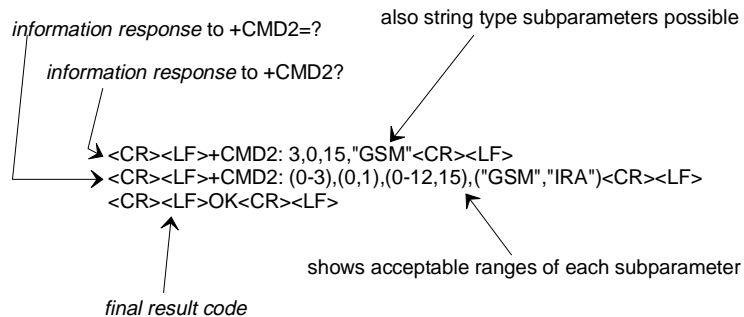 also string type subparameters possible
information response to +CMD2=?
information response to +CMD2?
<CR><LF>+CMD2: 3,0,15,"GSM"<CR><LF>
<CR><LF>+CMD2: (0-3),(0,1),(0-12,15),("GSM","IRA")<CR><LF>
<CR><LF>OK<CR><LF>
shows acceptable ranges of each subparameter
final result code